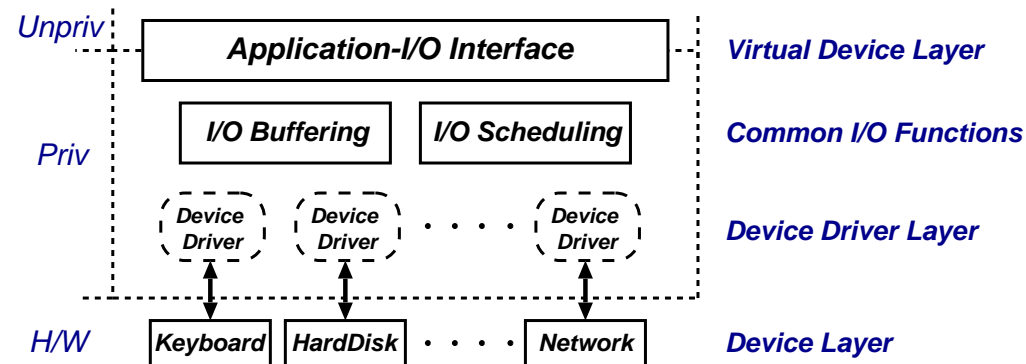 Unpriv
Application-I/O Interface
Virtual Device Layer
I/O Buffering
I/O Scheduling
Common I/O Functions
Priv
Device
Driver
Device
Driver
. . . .
Device
Driver
Device Driver Layer
H/W
Keyboard
HardDisk
. . . .
Network
Device Layer